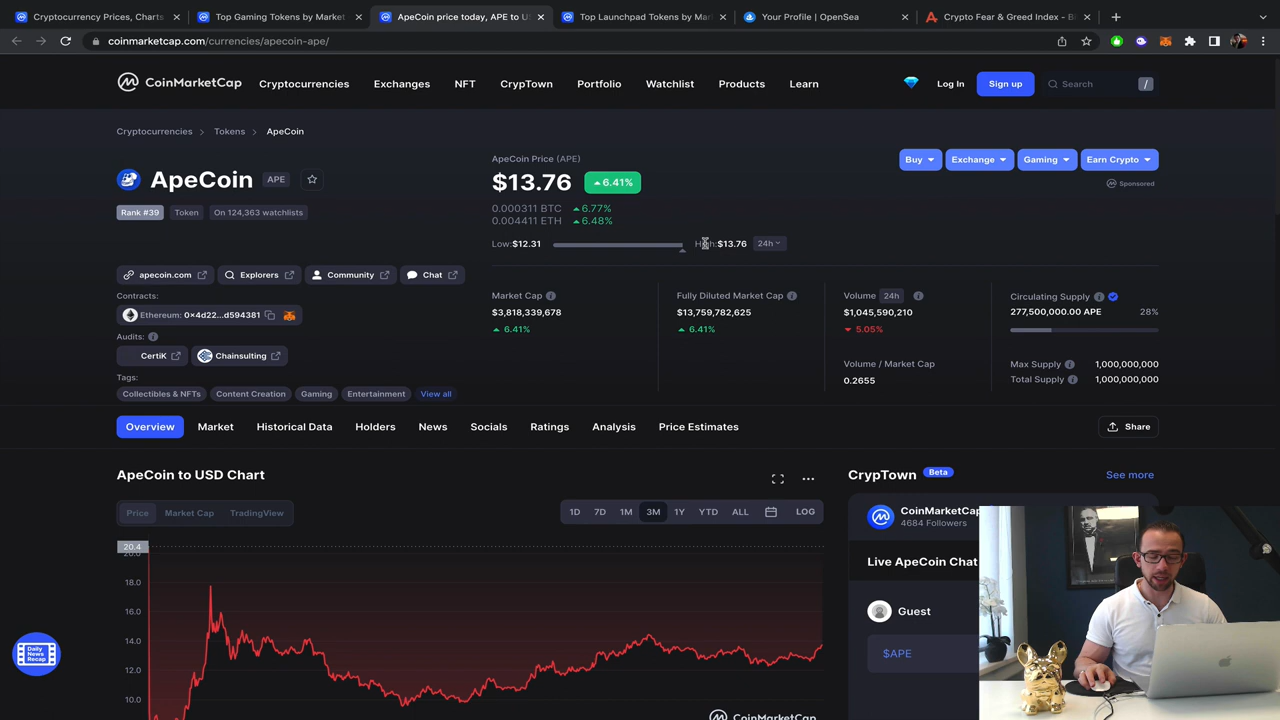 Cryptocurrency Prices, Charts
Top Gaming Tokens by Market
ApeCoin price today, APE to U
Top Launchpad Tokens by Mar
Your Profile | OpenSea
Crypto Fear & Greed Index - B
coinmarketcap.com/currencies/apecoin-ape/
CoinMarketCap
Cryptocurrencies
Exchanges
NFT
CrypTown
Portfolio
Watchlist
Products
Learn
Log In
Sign up
Search
/
Cryptocurrencies > Tokens > ApeCoin
ApeCoin APE
Rank #39
Token
On 124,363 watchlists
ApeCoin Price (APE)
$13.76 6.41%
0.000311 BTC 6.77%
0.004411 ETH 6.48%
Low: $12.31
High: $13.76
24h
Buy
Exchange
Gaming
Earn Crypto
Sponsored
apecoin.com
Explorers
Community
Chat
Contracts:
Ethereum: 0x4d22...d594381
Audits:
CertiK
Chainsulting
Tags:
Collectibles & NFTs
Content Creation
Gaming
Entertainment
View all
Market Cap
$3,818,339,678
6.41%
Fully Diluted Market Cap
$13,759,782,625
6.41%
Volume 24h
$1,045,590,210
5.05%
Volume / Market Cap
0.2655
Circulating Supply
277,500,000.00 APE 28%
Max Supply 1,000,000,000
Total Supply 1,000,000,000
Overview
Market
Historical Data
Holders
News
Socials
Ratings
Analysis
Price Estimates
Share
ApeCoin to USD Chart
Price
Market Cap
TradingView
1D
7D
1M
3M
1Y
YTD
ALL
LOG
20.4
18.0
16.0
14.0
12.0
10.0
CoinMarketCap
CrypTown Beta
See more
CoinMarketCap
4684 Followers
Live ApeCoin Chat
Guest
$APE
Daily
News
Recap